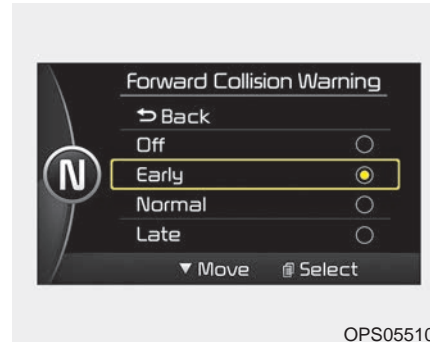 Forward Collision Warning
Back
Off
Early
N
Normal
Late
Move Select
OPS05510